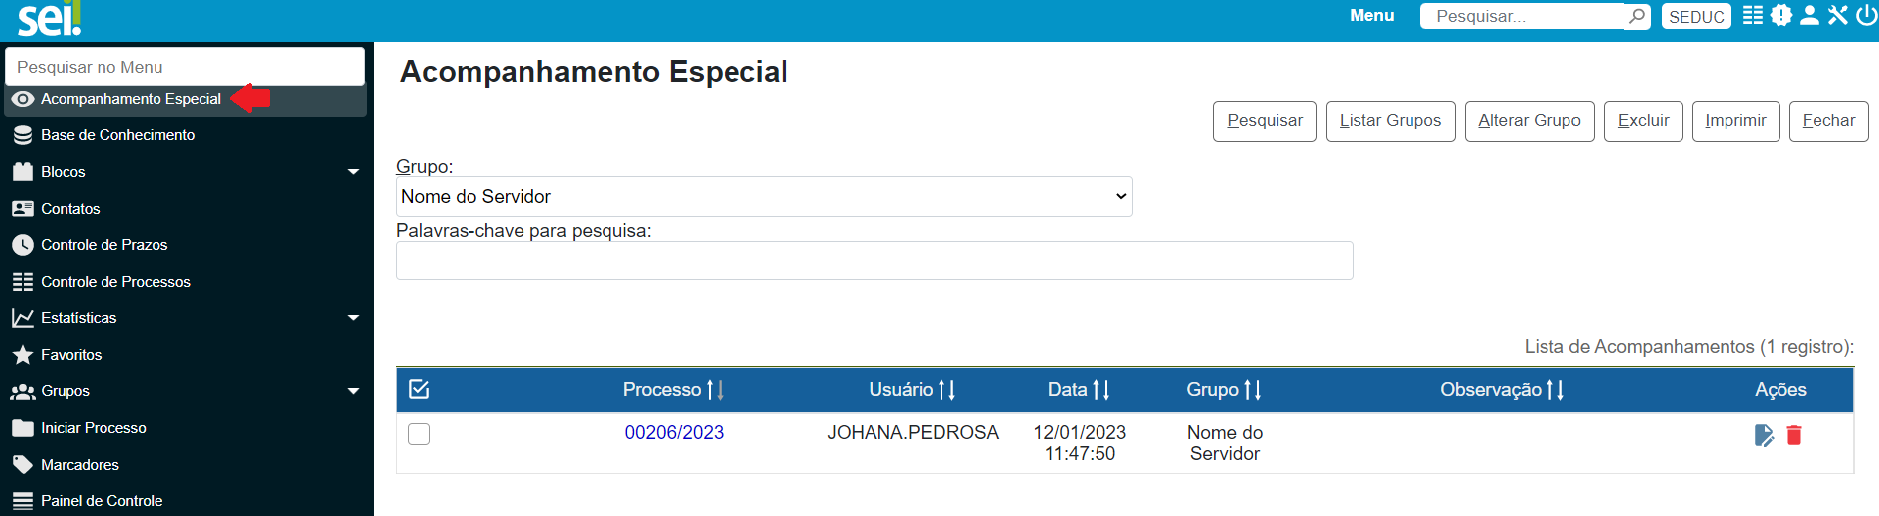 sei!
Menu
Pesquisar...
SEDUC
Pesquisar no Menu
Acompanhamento Especial
Base de Conhecimento
Blocos
Contatos
Controle de Prazos
Controle de Processos
Estatísticas
Favoritos
Grupos
Iniciar Processo
Marcadores
Painel de Controle
Acompanhamento Especial
Pesquisar Listar Grupos Alterar Grupo Excluir Imprimir Fechar
Grupo:
Nome do Servidor
Palavras-chave para pesquisa:
Lista de Acompanhamentos (1 registro):
Processo Usuário Data Grupo Observação Ações
00206/2023 JOHANA.PEDROSA 12/01/2023 Nome do
11:47:50 Servidor